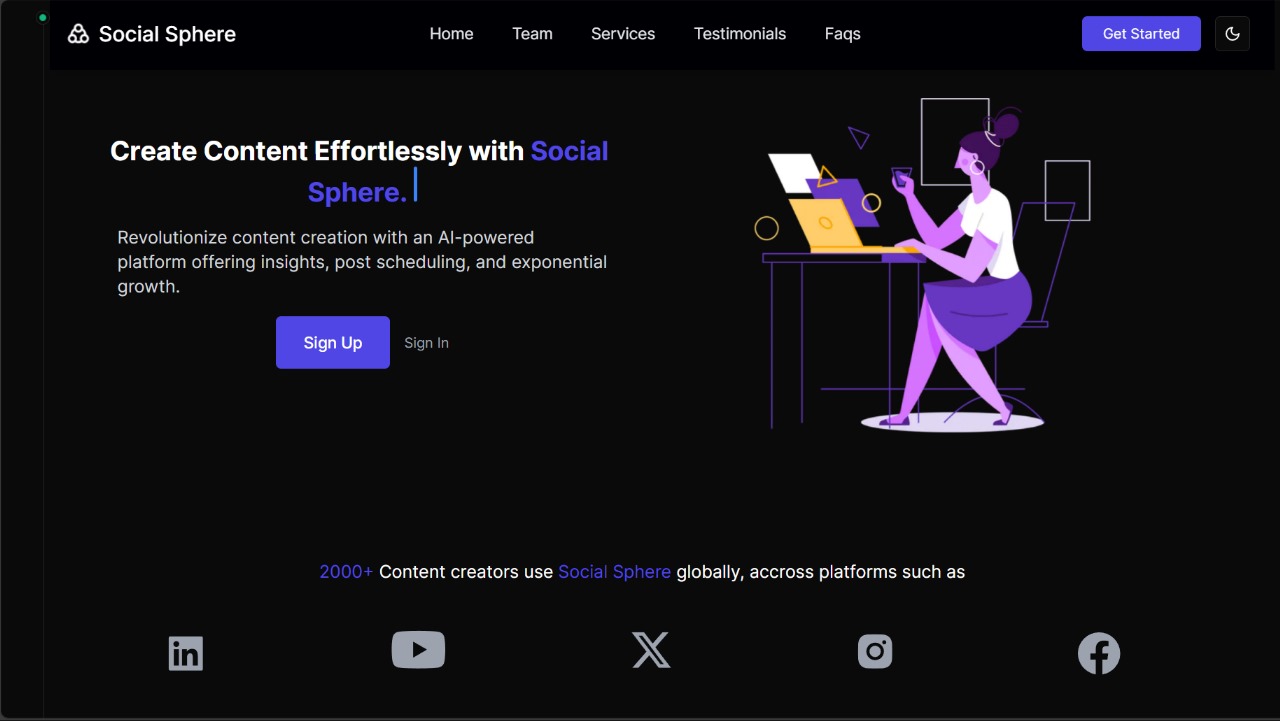 Social Sphere
Home Team Services Testimonials Faqs
Get Started
Create Content Effortlessly with Social
Sphere.
Revolutionize content creation with an AI-powered
platform offering insights, post scheduling, and exponential
growth.
Sign Up Sign In
2000+ Content creators use Social Sphere globally, accross platforms such as
in